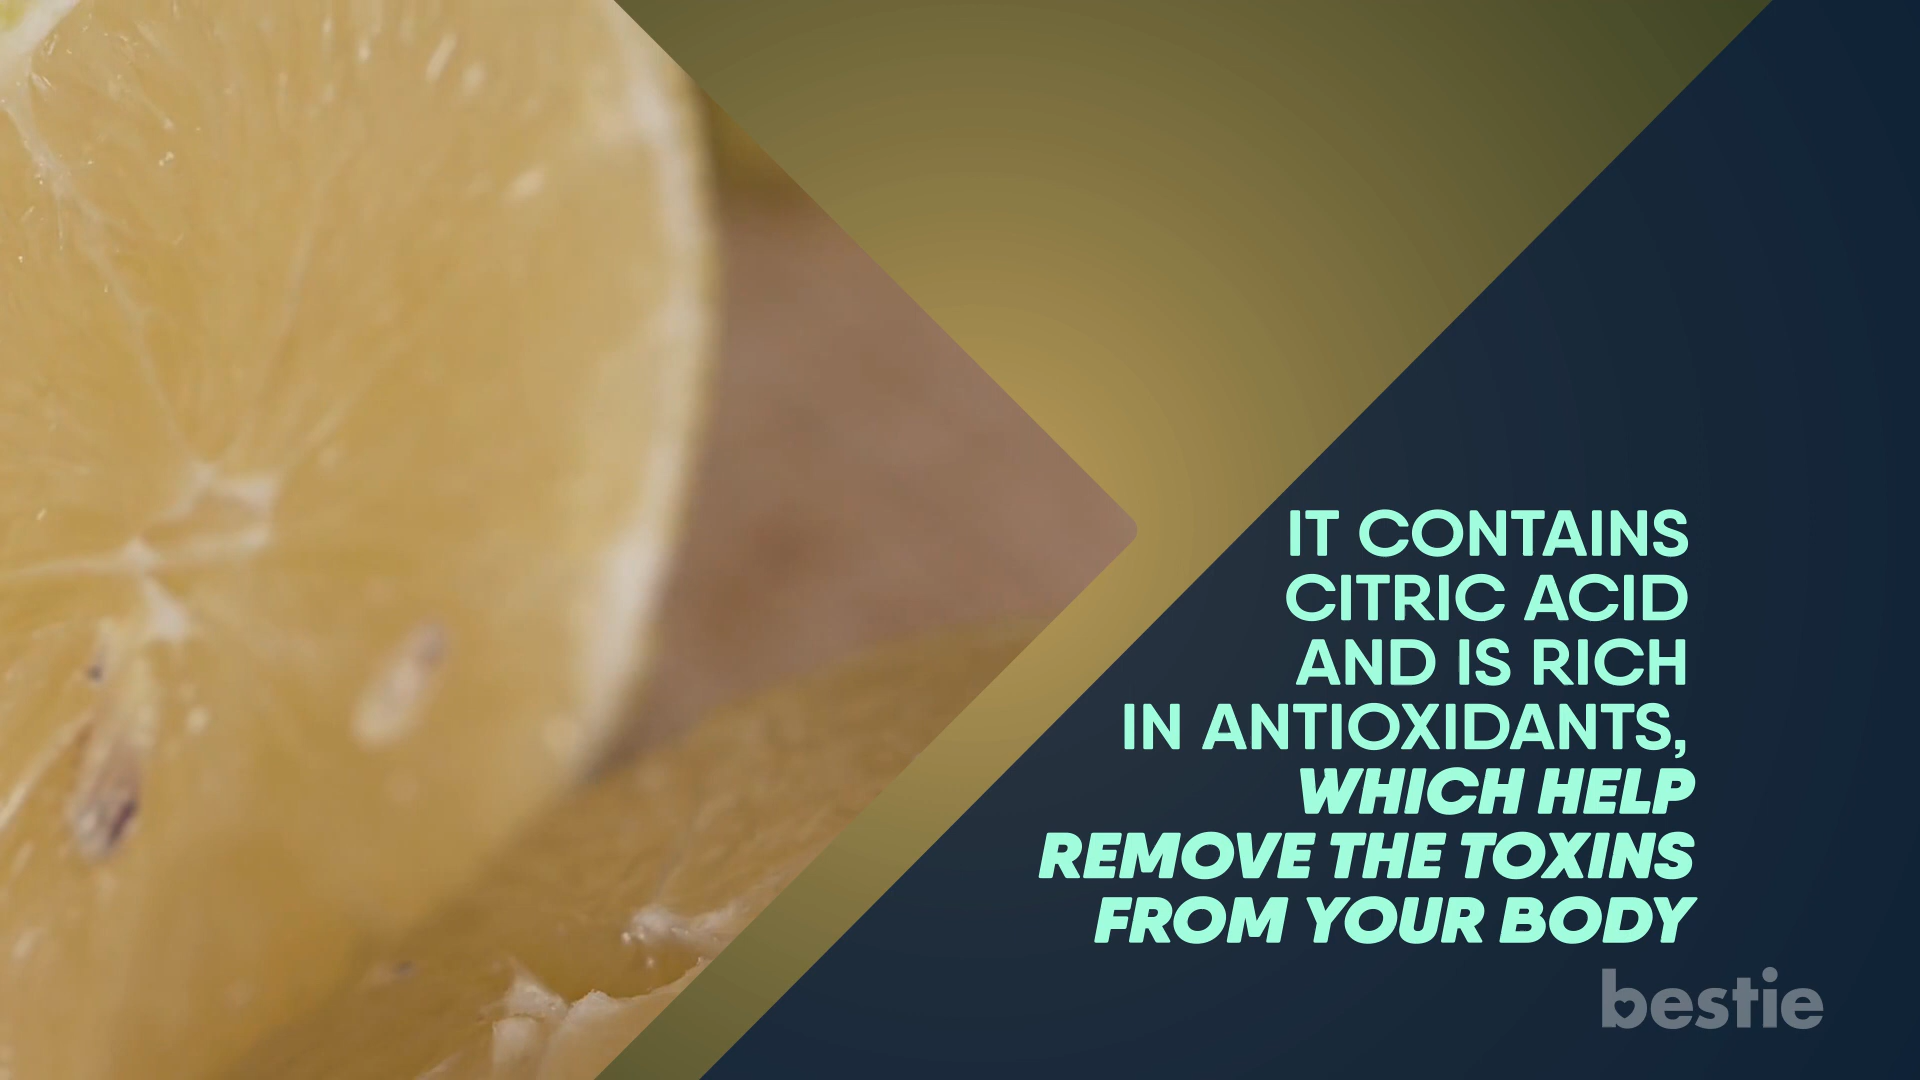 IT CONTAINS
CITRIC ACID
AND IS RICH
IN ANTIOXIDANTS,
WHICH HELP
REMOVE THE TOXINS
FROM YOUR BODY
bestie